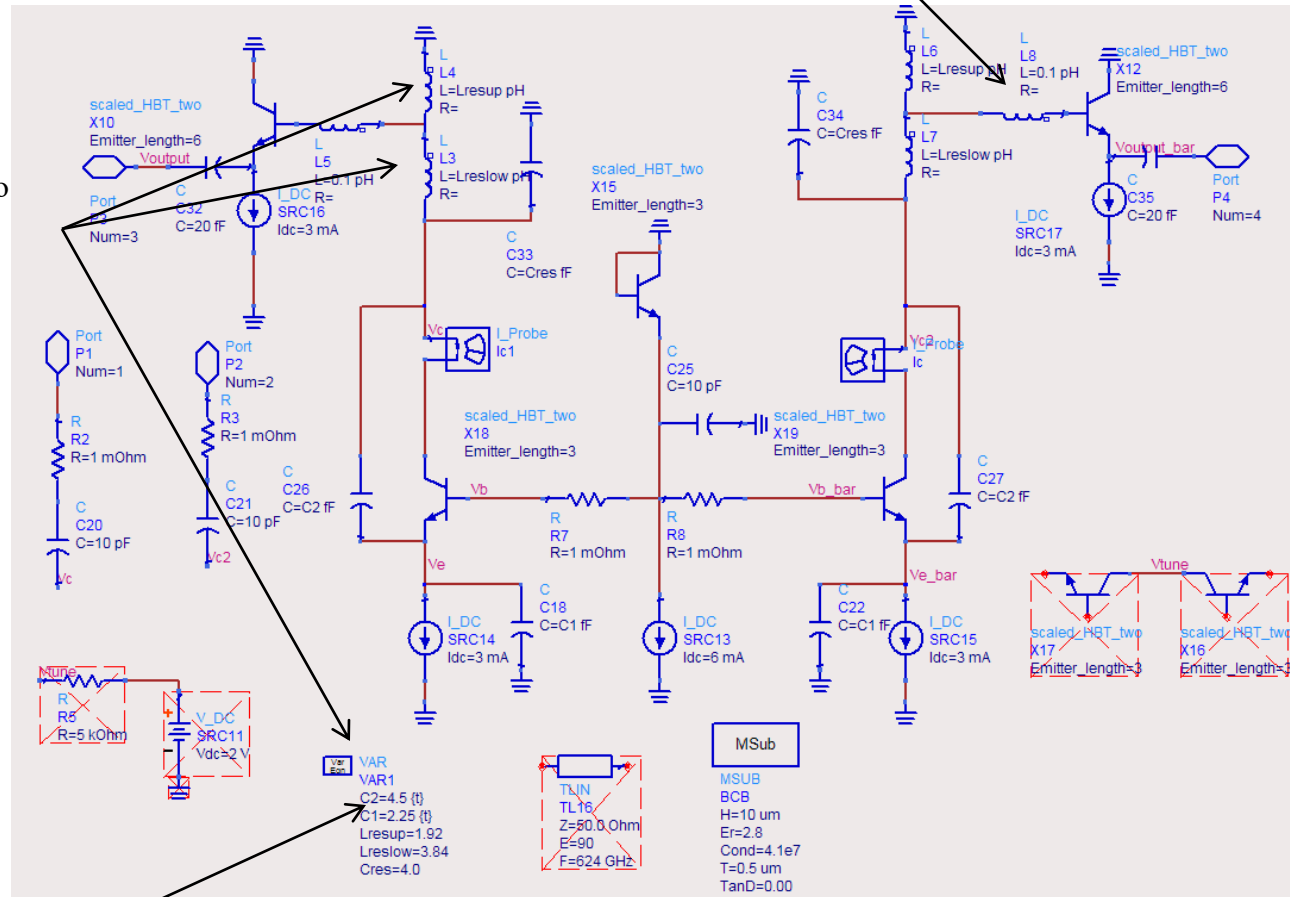 scaled_HBT_two
X10
Emitter_length=6
Voutput
Port
P3
Num=3
C
C32
C=20 fF
I_DC
SRC16
Idc=3 mA
L
L5
L=0.1 pH
R=
L
L4
L=Lresup pH
R=
L
L3
L=Lreslow pH
R=
C
C33
C=Cres fF
scaled_HBT_two
X15
Emitter_length=3
C
C34
C=Cres fF
L
L6
L=Lresup pH
R=
L
L7
L=Lreslow pH
R=
L
L8
L=0.1 pH
R=
scaled_HBT_two
X12
Emitter_length=6
Voutput_bar
C
C35
C=20 fF
Port
P4
Num=4
I_DC
SRC17
Idc=3 mA
o
Port
P1
Num=1
R
R2
R=1 mOhm
C
C20
C=10 pF
Vc
Port
P2
Num=2
R
R3
R=1 mOhm
C
C21
C=10 pF
Vc2
Vc
I_Probe
Ic1
C
C25
C=10 pF
Vc2
I_Probe
Ic
C
C26
C=C2 fF
scaled_HBT_two
X18
Emitter_length=3
Vb
R
R7
R=1 mOhm
R
R8
R=1 mOhm
Vb_bar
scaled_HBT_two
X19
Emitter_length=3
C
C27
C=C2 fF
Ve
C
C18
C=C1 fF
I_DC
SRC14
Idc=3 mA
I_DC
SRC13
Idc=6 mA
Ve_bar
C
C22
C=C1 fF
I_DC
SRC15
Idc=3 mA
Vtune
scaled_HBT_two
X17
Emitter_length=3
scaled_HBT_two
X16
Emitter_length=3
Vtune
R
R5
R=5 kOhm
V_DC
SRC11
Vdc=2 V
Var
Eqn
VAR
VAR1
C2=4.5 {t}
C1=2.25 {t}
Lresup=1.92
Lreslow=3.84
Cres=4.0
TLIN
TL16
Z=50.0 Ohm
E=90
F=624 GHz
MSub
MSUB
BCB
H=10 um
Er=2.8
Cond=4.1e7
T=0.5 um
TanD=0.00